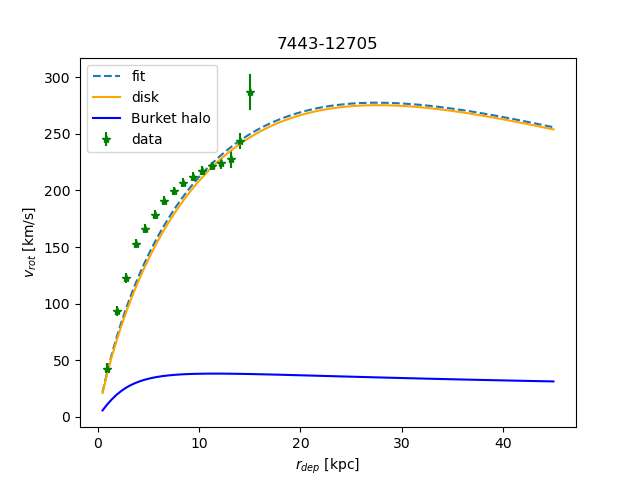 7443-12705
fit
disk
Burket halo
data
300
250
200
150
100
50
0
v_rot [km/s]
0 10 20 30 40
r_dep [kpc]